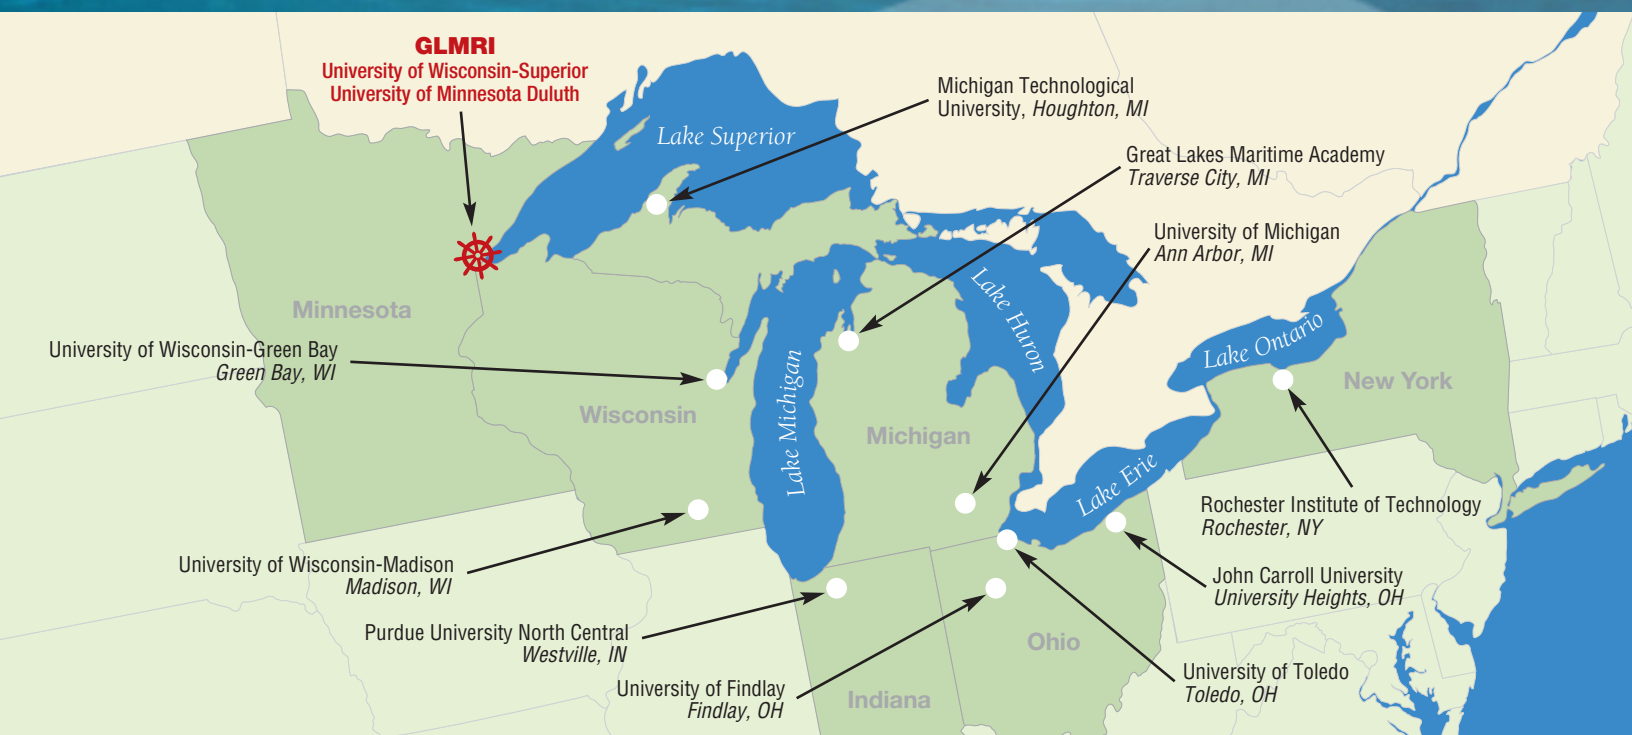 GLMRI
University of Wisconsin-Superior
University of Minnesota Duluth
Michigan Technological
University, Houghton, MI
Lake Superior
Great Lakes Maritime Academy
Traverse City, MI
University of Michigan
Ann Arbor, MI
Lake Huron
Minnesota
Lake Ontario
University of Wisconsin-Green Bay
Green Bay, WI
Lake Michigan
New York
Wisconsin
Michigan
Lake Erie
Rochester Institute of Technology
Rochester, NY
University of Wisconsin-Madison
Madison, WI
John Carroll University
University Heights, OH
Purdue University North Central
Westville, IN
Ohio
University of Toledo
Toledo, OH
University of Findlay
Findlay, OH
Indiana